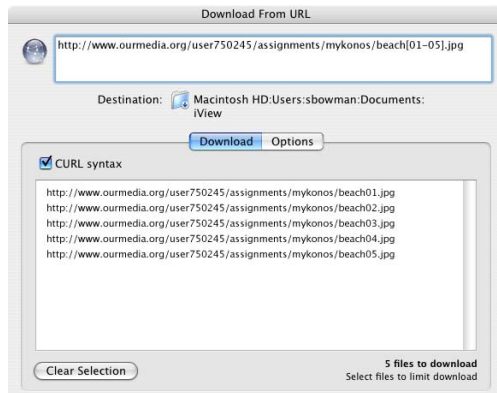 Download From URL
http://www.ourmedia.org/user750245/assignments/mykonos/beach[01-05].jpg
Destination: Macintosh HD:Users:sbowman:Documents:
iView
Download Options
CURL syntax
http://www.ourmedia.org/user750245/assignments/mykonos/beach01.jpg
http://www.ourmedia.org/user750245/assignments/mykonos/beach02.jpg
http://www.ourmedia.org/user750245/assignments/mykonos/beach03.jpg
http://www.ourmedia.org/user750245/assignments/mykonos/beach04.jpg
http://www.ourmedia.org/user750245/assignments/mykonos/beach05.jpg
5 files to download
Clear Selection
Select files to limit download